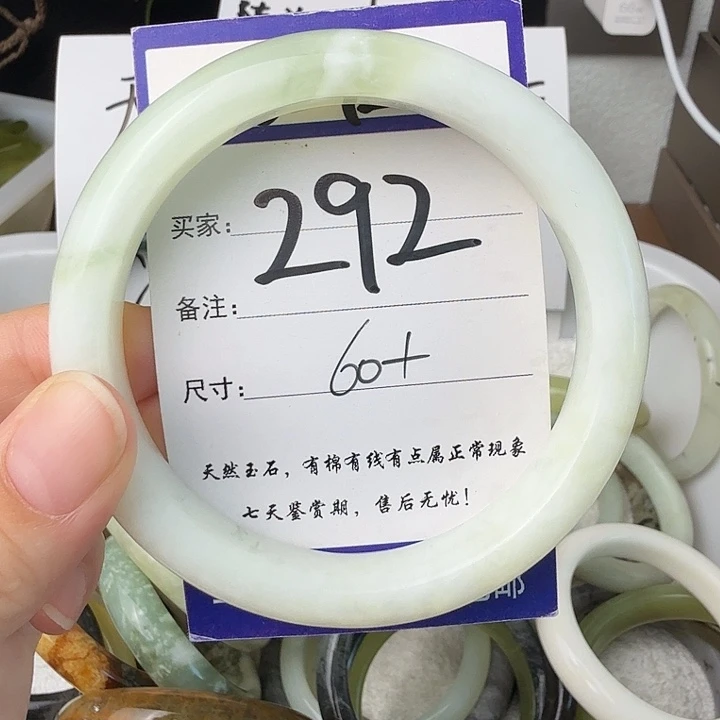 买家: 292
备注:
尺寸: 60+
天然玉石，有棉有线有点属正常现象
七天鉴赏期，售后无忧！